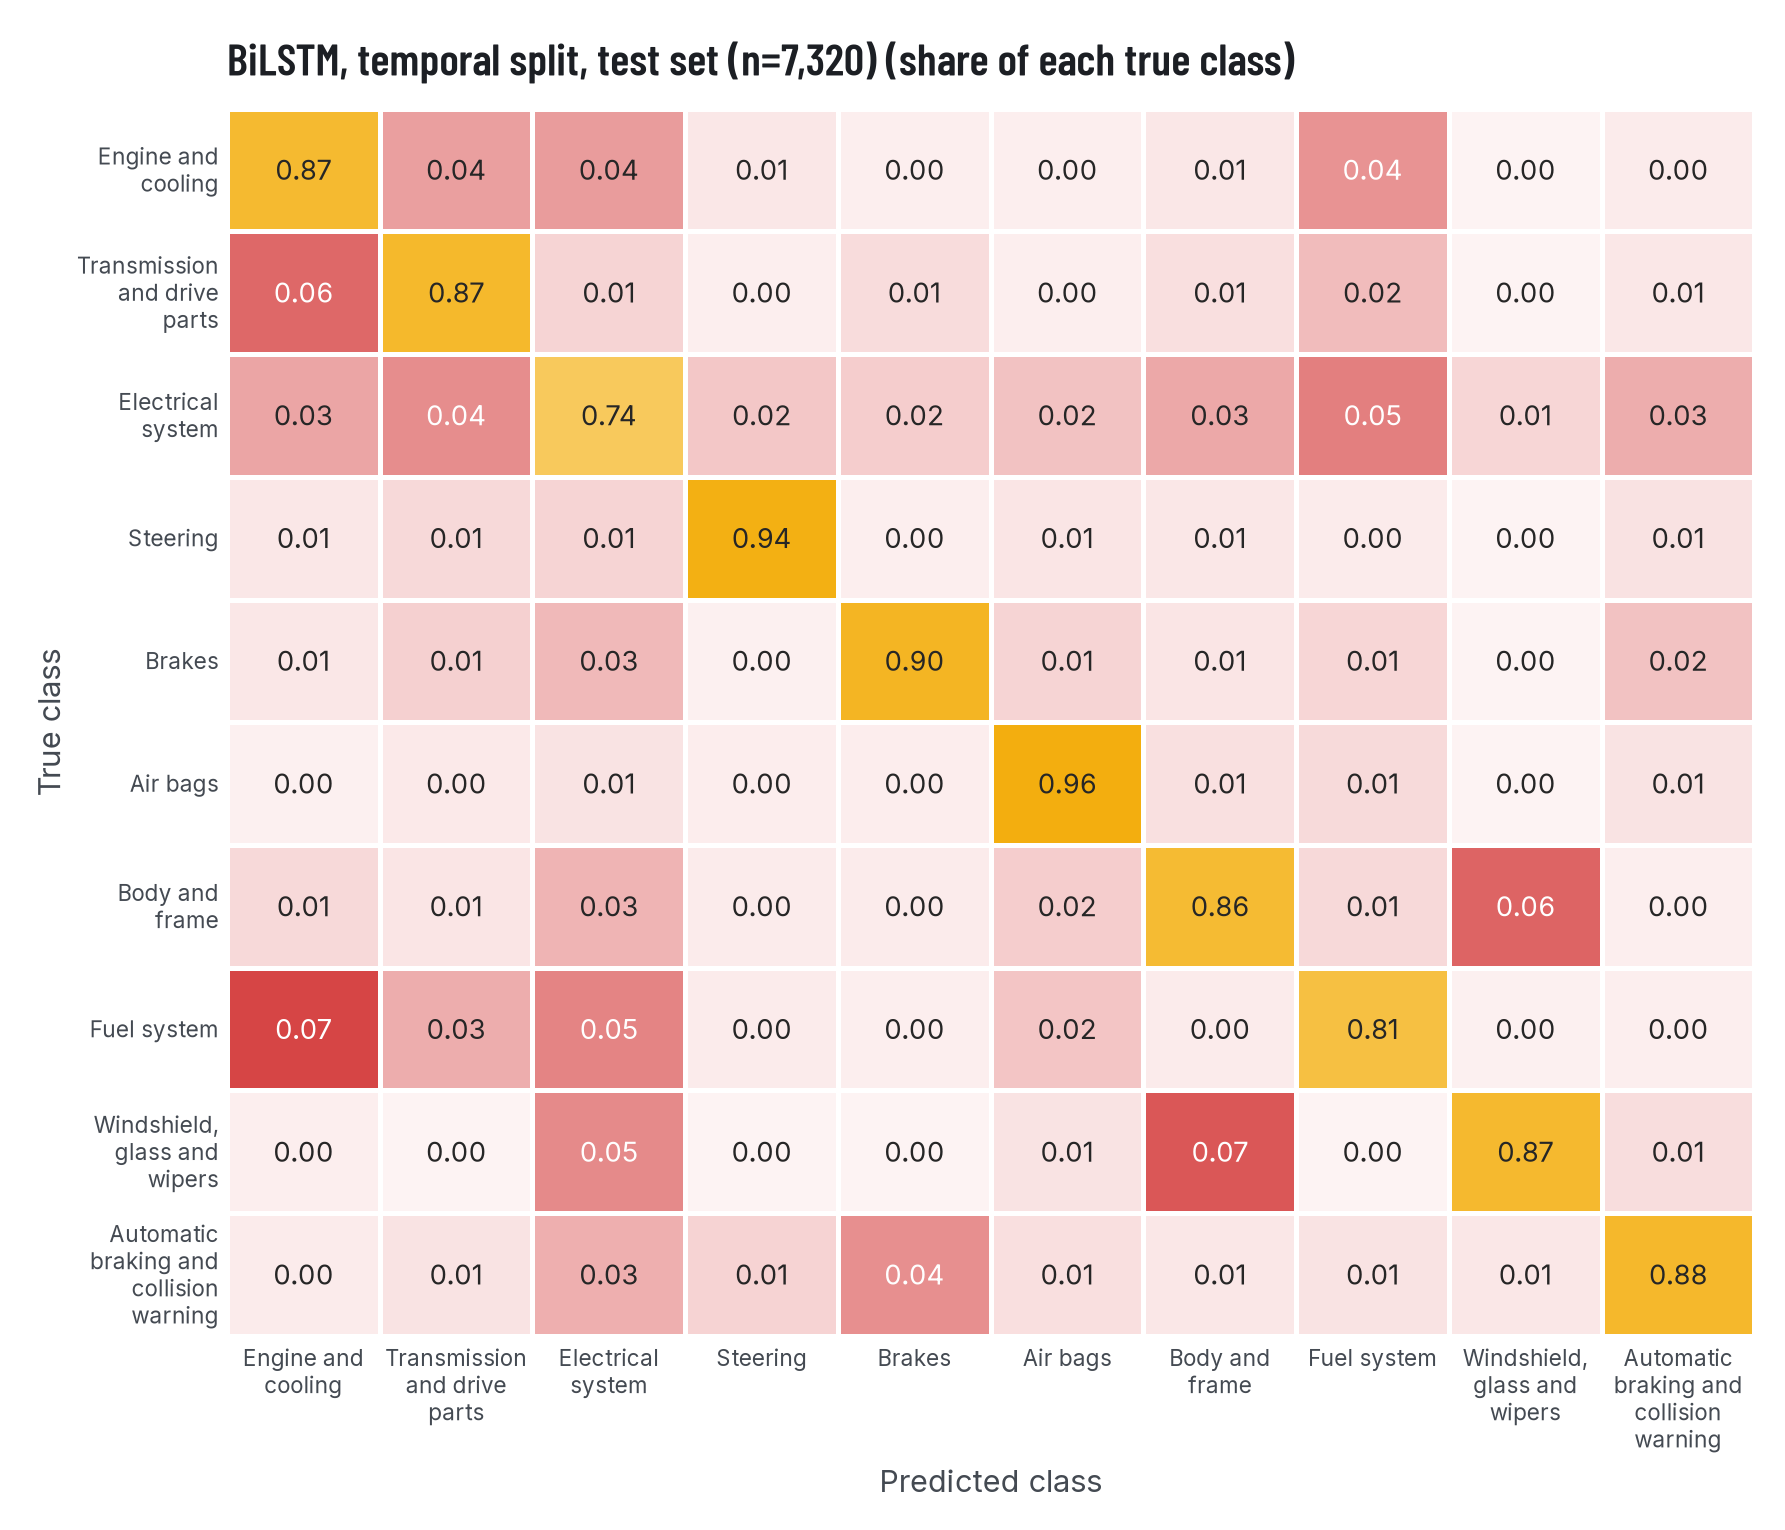 BiLSTM, temporal split, test set (n=7,320) (share of each true class)
Engine and
cooling
0.87 0.04 0.04 0.01 0.00 0.00 0.01 0.04 0.00 0.00
Transmission
and drive
parts
0.06 0.87 0.01 0.00 0.01 0.00 0.01 0.02 0.00 0.01
Electrical
system
0.03 0.04 0.74 0.02 0.02 0.02 0.03 0.05 0.01 0.03
Steering
0.01 0.01 0.01 0.94 0.00 0.01 0.01 0.00 0.00 0.01
Brakes
0.01 0.01 0.03 0.00 0.90 0.01 0.01 0.01 0.00 0.02
Air bags
0.00 0.00 0.01 0.00 0.00 0.96 0.01 0.01 0.00 0.01
Body and
frame
0.01 0.01 0.03 0.00 0.00 0.02 0.86 0.01 0.06 0.00
Fuel system
0.07 0.03 0.05 0.00 0.00 0.02 0.00 0.81 0.00 0.00
Windshield,
glass and
wipers
0.00 0.00 0.05 0.00 0.00 0.01 0.07 0.00 0.87 0.01
Automatic
braking and
collision
warning
0.00 0.01 0.03 0.01 0.04 0.01 0.01 0.01 0.01 0.88
True class
Engine and
cooling
Transmission
and drive
parts
Electrical
system
Steering
Brakes
Air bags
Body and
frame
Fuel system
Windshield,
glass and
wipers
Automatic
braking and
collision
warning
Predicted class